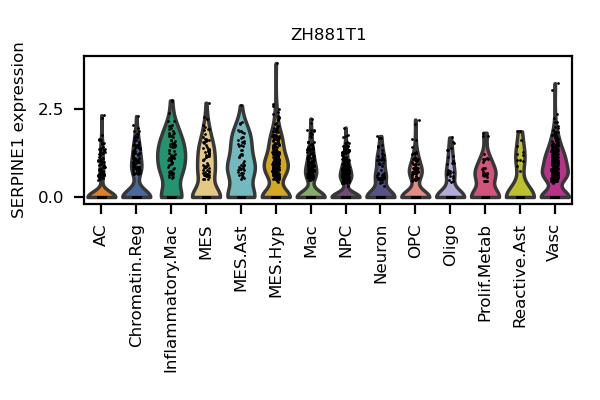 ZH881T1
SERPINE1 expression
2.5
0.0
AC
Chromatin.Reg
Inflammatory.Mac
MES
MES.Ast
MES.Hyp
Mac
NPC
Neuron
OPC
Oligo
Prolif.Metab
Reactive.Ast
Vasc